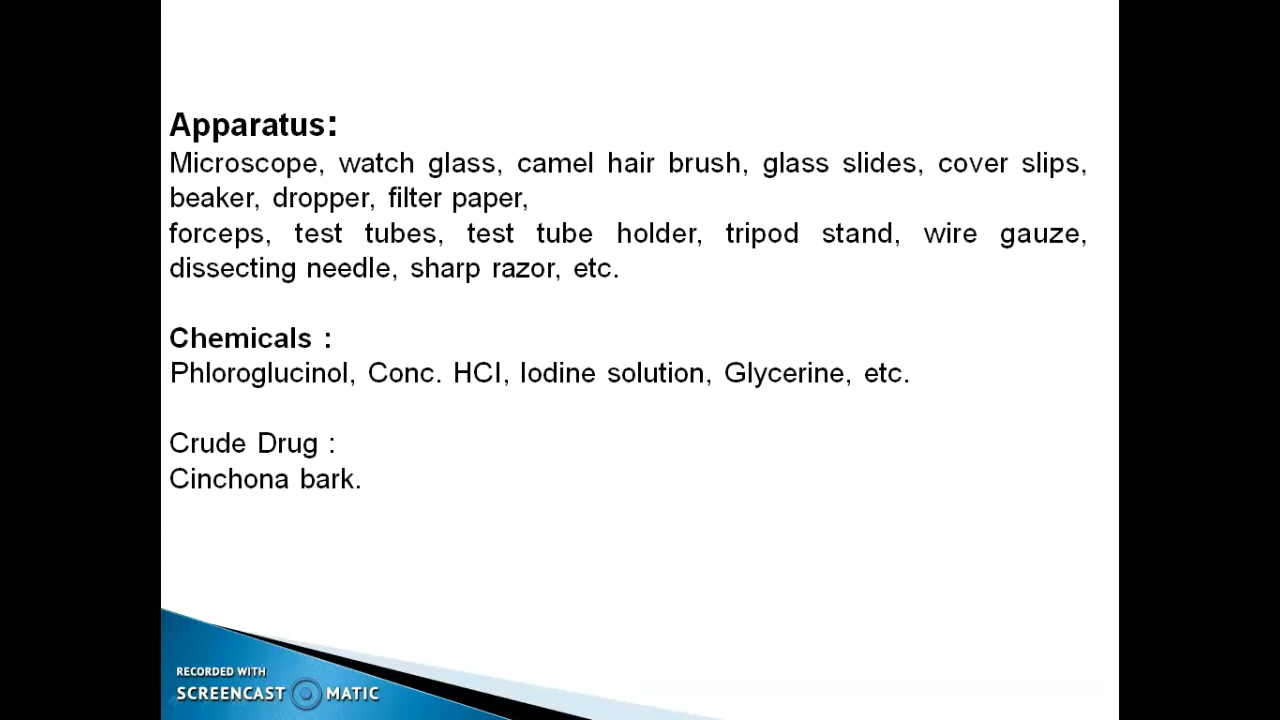 Apparatus:
Microscope, watch glass, camel hair brush, glass slides, cover slips,
beaker, dropper, filter paper,
forceps, test tubes, test tube holder, tripod stand, wire gauze,
dissecting needle, sharp razor, etc.
Chemicals :
Phloroglucinol, Conc. HCl, Iodine solution, Glycerine, etc.
Crude Drug :
Cinchona bark.
RECORDED WITH
SCREENCAST MATIC